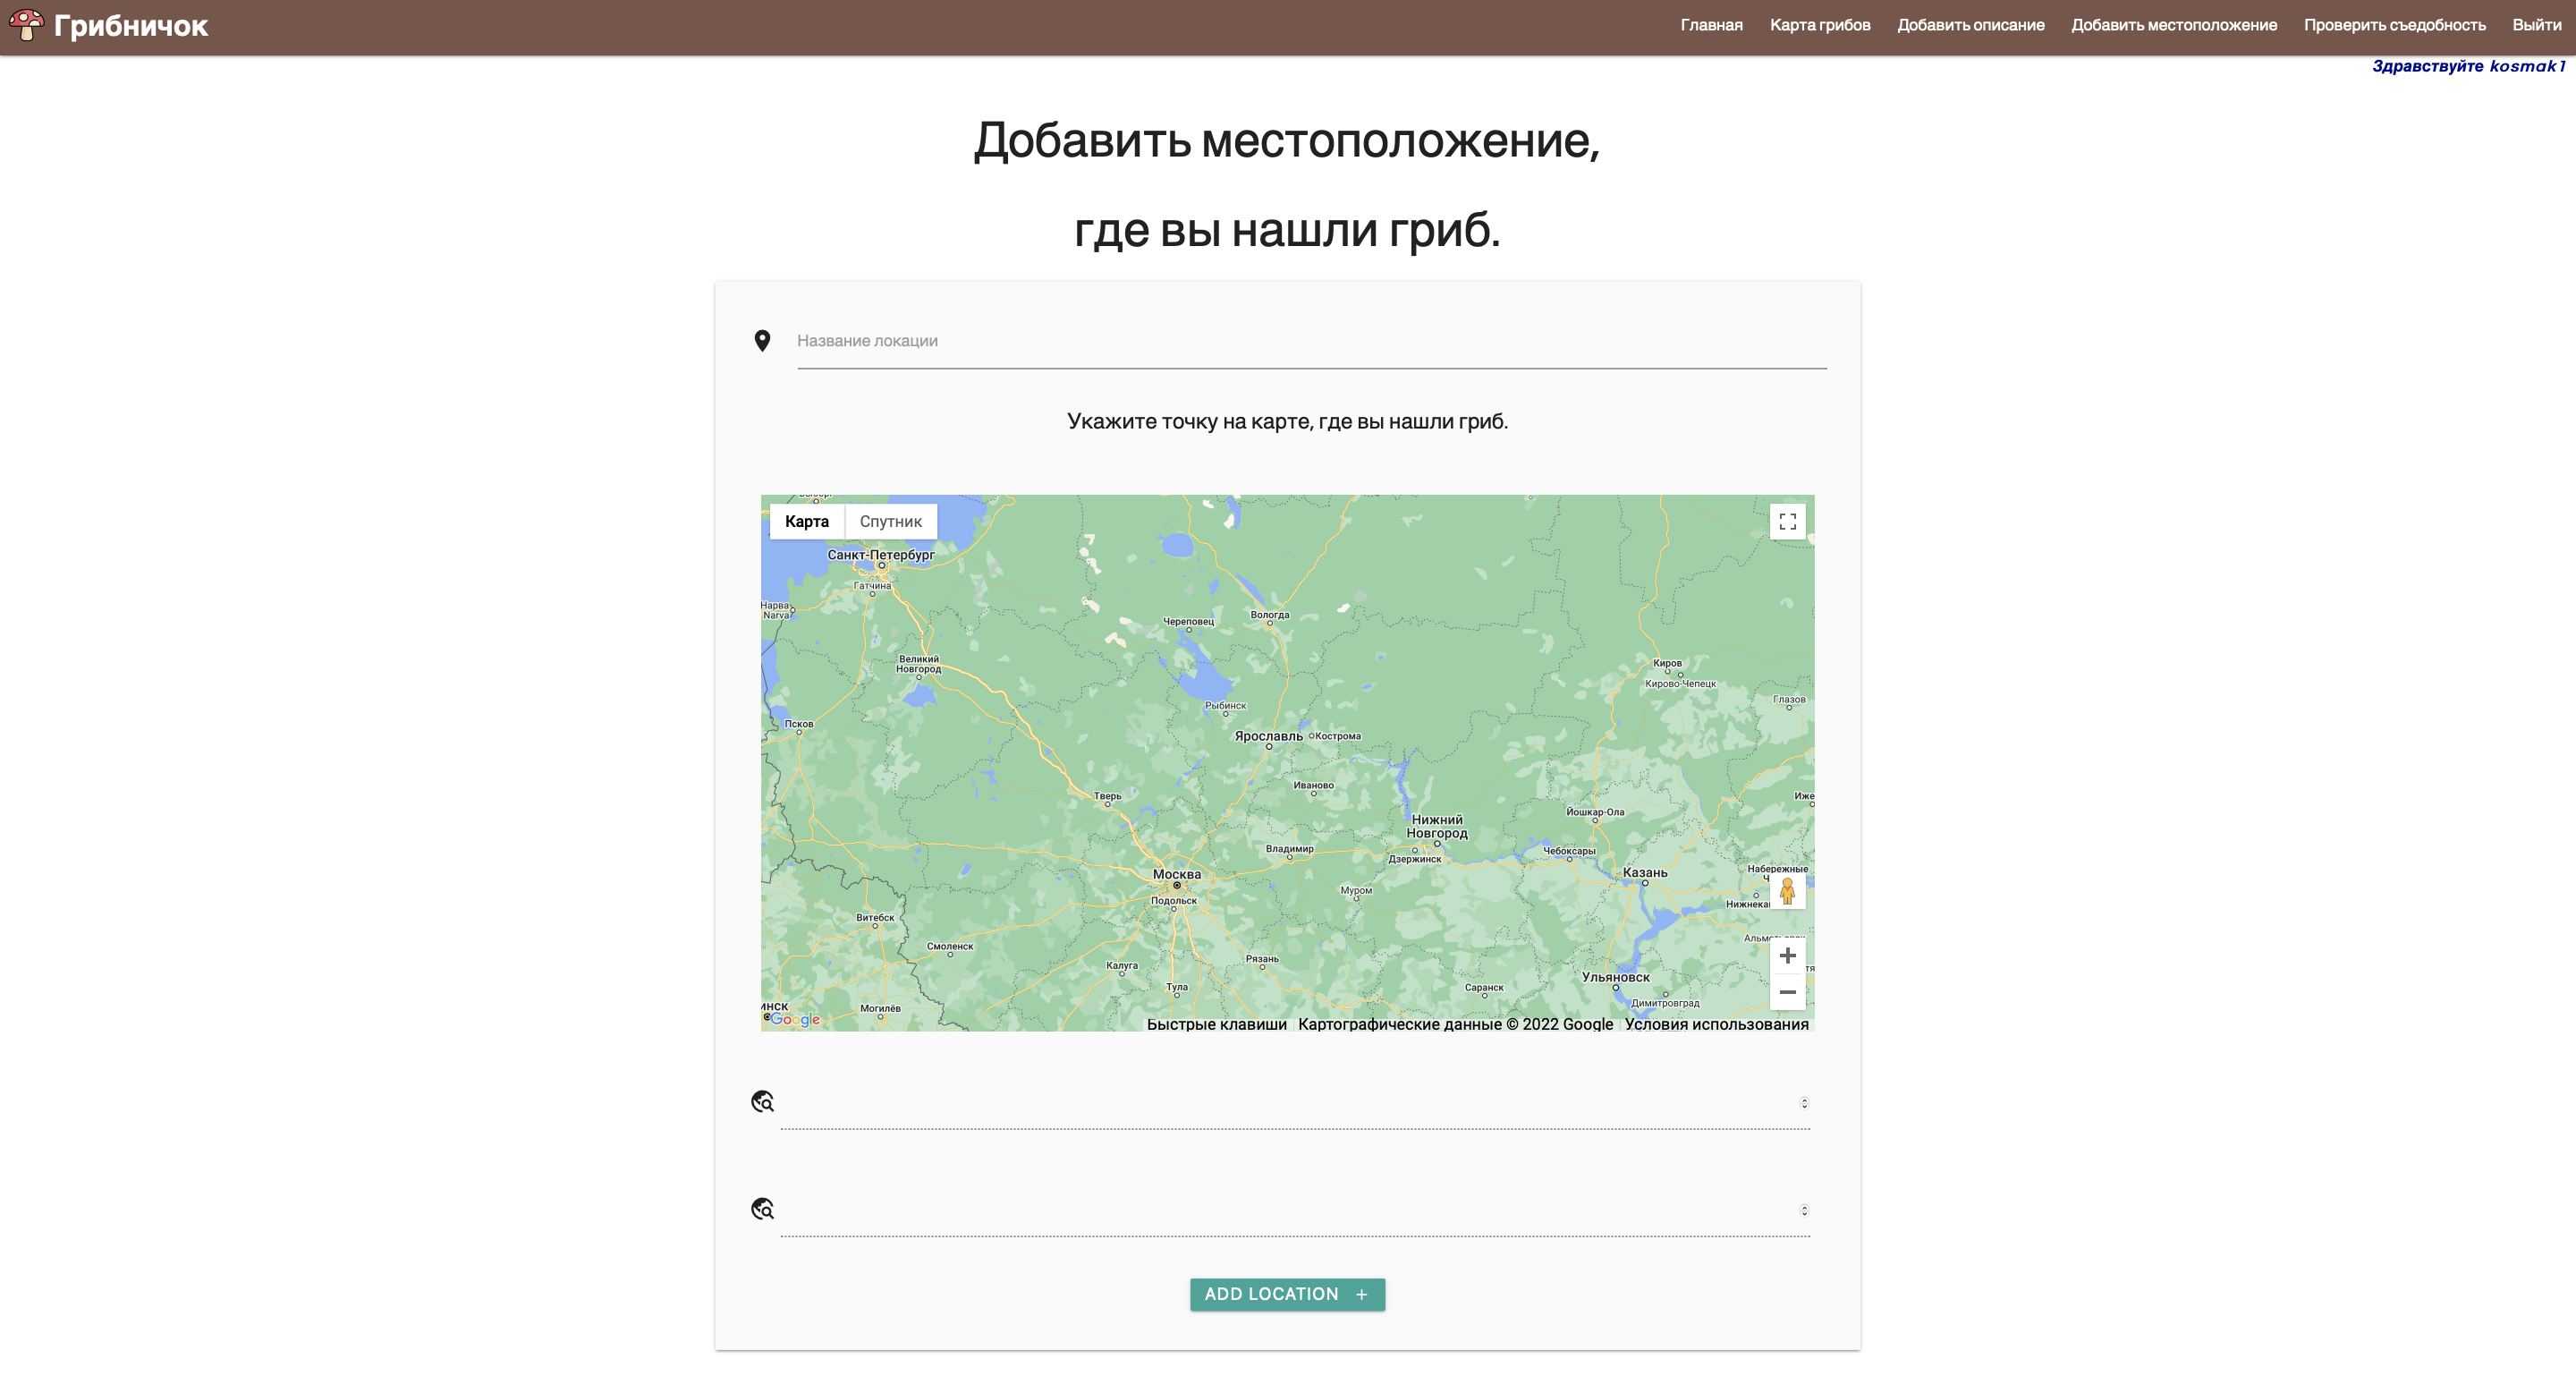 Грибничок
Главная
Карта грибов
Добавить описание
Добавить местоположение
Проверить съедобность
Выйти
Здравствуйте kosmak1
Добавить местоположение,
где вы нашли гриб.
Название локации
Укажите точку на карте, где вы нашли гриб.
Карта
Спутник
Санкт-Петербург
Гатчина
Нарва
Narva
Вологда
Череповец
Великий
Новгород
Киров
Кирово-Чепецк
Глазов
Рыбинск
Псков
Ярославль
Кострома
Иваново
Тверь
Иже
Йошкар-Ола
Нижний
Новгород
Владимир
Дзержинск
Чебоксары
Москва
Казань
Набережные
Муром
Подольск
Нижнека
Витебск
Смоленск
Рязань
Калуга
Ульяновск
Тула
Саранск
Димитровград
инск
Могилёв
Google
Быстрые клавиши
Картографические данные © 2022 Google
Условия использования
ADD LOCATION +